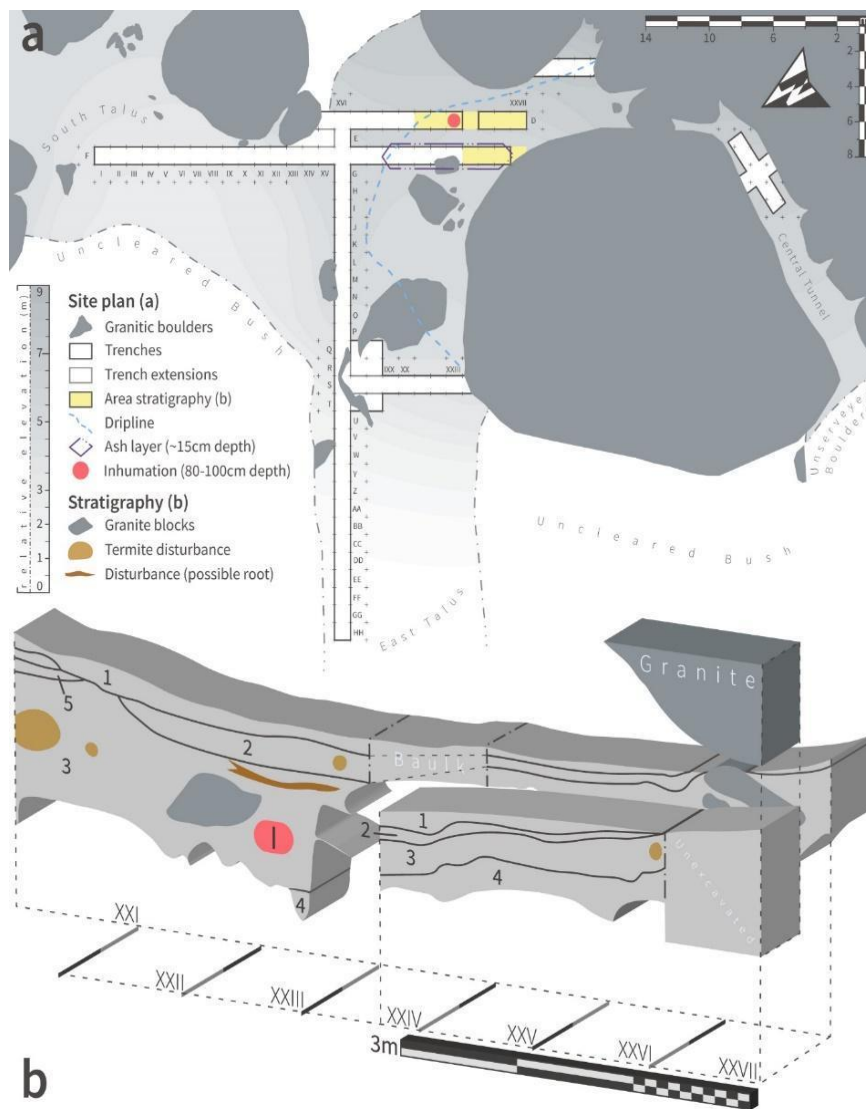 a
14 10 6 2
2
4
6
8
N
South Talus
XVI XXVII
D
E
F
I II III IV V VI VII VIII IX X XI XII XIII XIV XV
G
H
I
J
K
L
M
N
O
P
Q
R
S
T
U
V
W
Y
Z
AA
BB
CC
DD
EE
FF
GG
HH
IXX XX XXIII
Central Tunnel
Uncleared Bush
Unsurveyed
Boulders
Uncleared Bush
East Talus
relative elevation (m)
9
7
5
3
2
1
0
Site plan (a)
Granitic boulders
Trenches
Trench extensions
Area stratigraphy (b)
Dripline
Ash layer (~15cm depth)
Inhumation (80-100cm depth)
Stratigraphy (b)
Granite blocks
Termite disturbance
Disturbance (possible root)
Granite
1
5
2
3
Baulk
I
4
1
2
3
4
Unexcavated
XXI
XXII
XXIII
XXIV
XXV
XXVI
XXVII
3m
b